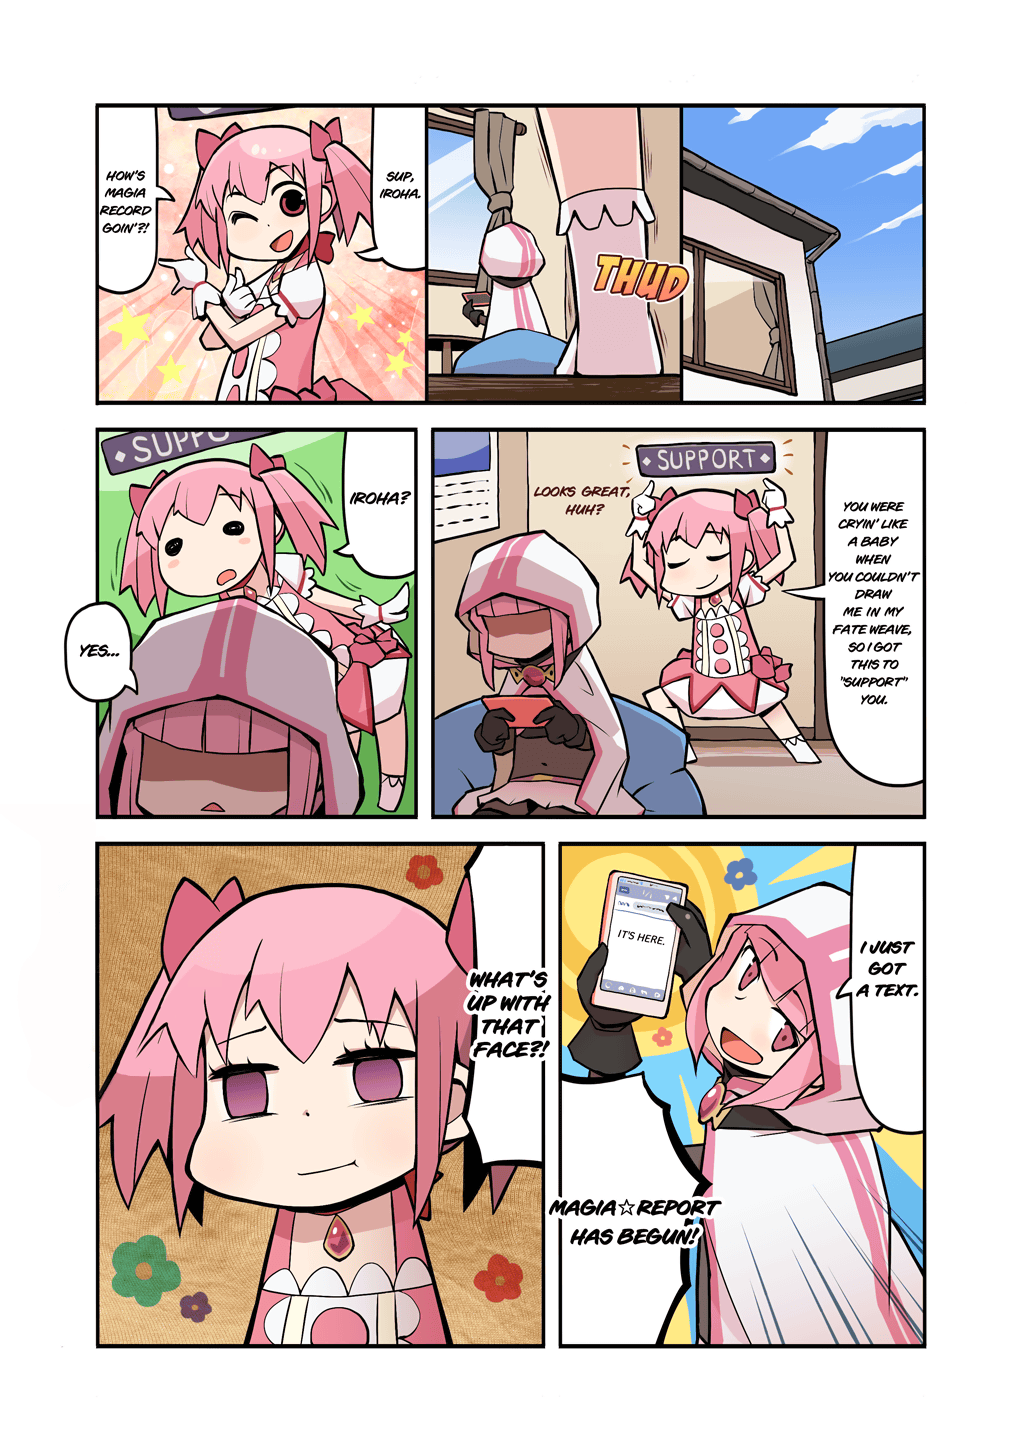 THUD
SUP,
IROHA.
HOW'S
MAGIA
RECORD
GOIN'?!
SUPPORT
YOU WERE
CRYIN' LIKE
A BABY
WHEN
YOU COULDN'T
DRAW
ME IN MY
FATE WEAVE,
SO I GOT
THIS TO
"SUPPORT"
YOU.
LOOKS GREAT,
HUH?
SUPPO
IROHA?
YES...
I JUST
GOT
A TEXT.
IT'S HERE.
MAGIA☆REPORT
HAS BEGUN!
WHAT'S
UP WITH
THAT
FACE?!